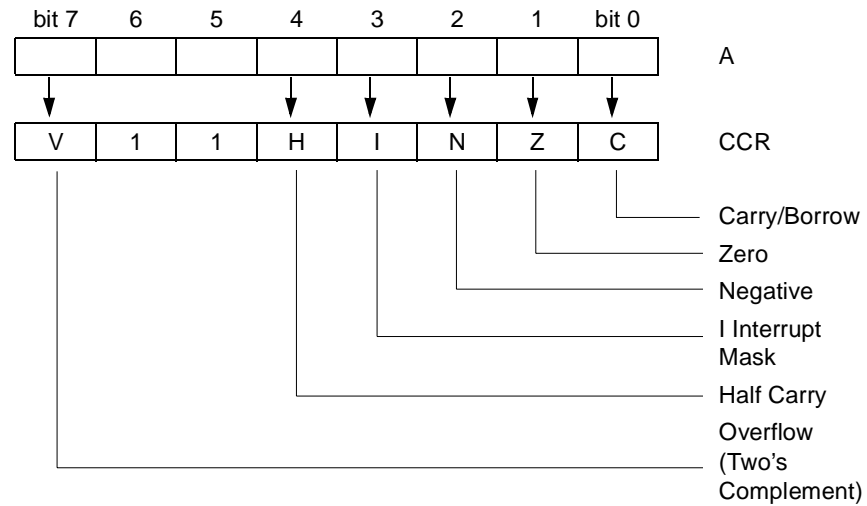 bit 7 6 5 4 3 2 1 bit 0
A
V 1 1 H I N Z C CCR
Carry/Borrow
Zero
Negative
I Interrupt
Mask
Half Carry
Overflow
(Two's
Complement)